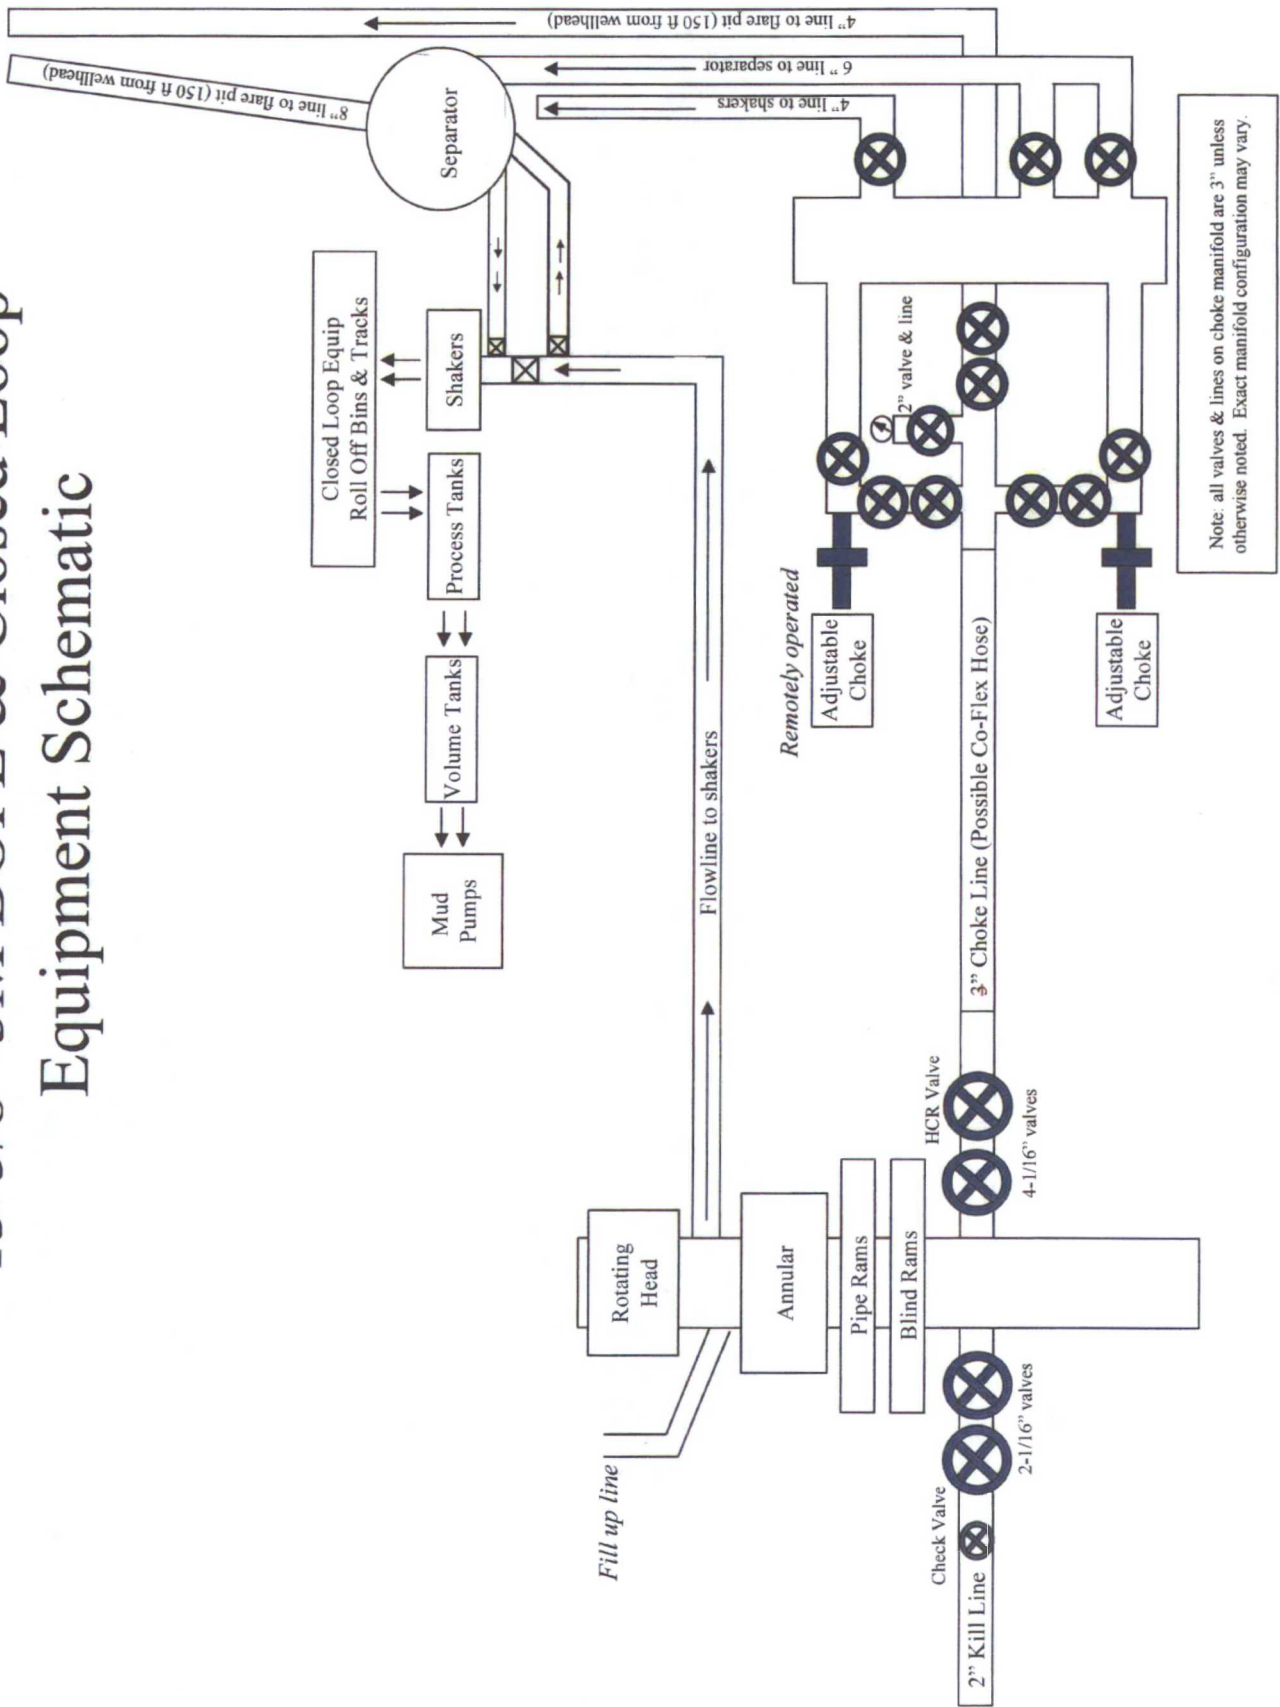 Equipment Schematic
4" line to flare pit (150 ft from wellhead)
8" line to flare pit (150 ft from wellhead)
6" line to separator
4" line to shakers
Separator
Closed Loop Equip
Roll Off Bins & Tracks
Shakers
Process Tanks
Volume Tanks
Mud
Pumps
Flowline to shakers
Fill up line
Rotating
Head
Annular
Pipe Rams
Blind Rams
Remotely operated
Adjustable
Choke
2" valve & line
Check Valve
2" Kill Line
2-1/16" valves
HCR Valve
4-1/16" valves
3" Choke Line (Possible Co-Flex Hose)
Adjustable
Choke
Note: all valves & lines on choke manifold are 3" unless
otherwise noted. Exact manifold configuration may vary.